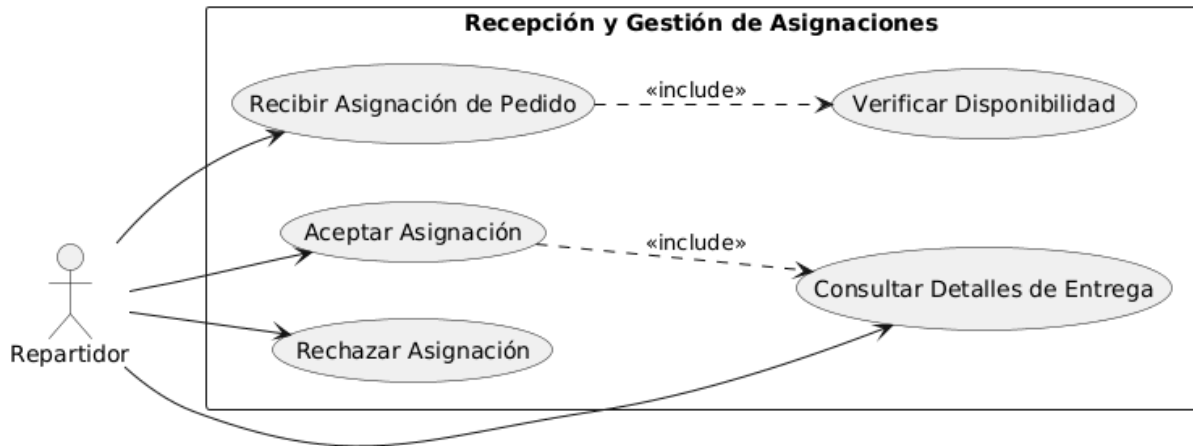 Recepción y Gestión de Asignaciones
Recibir Asignación de Pedido
«include»
Verificar Disponibilidad
Aceptar Asignación
«include»
Consultar Detalles de Entrega
Rechazar Asignación
Repartidor